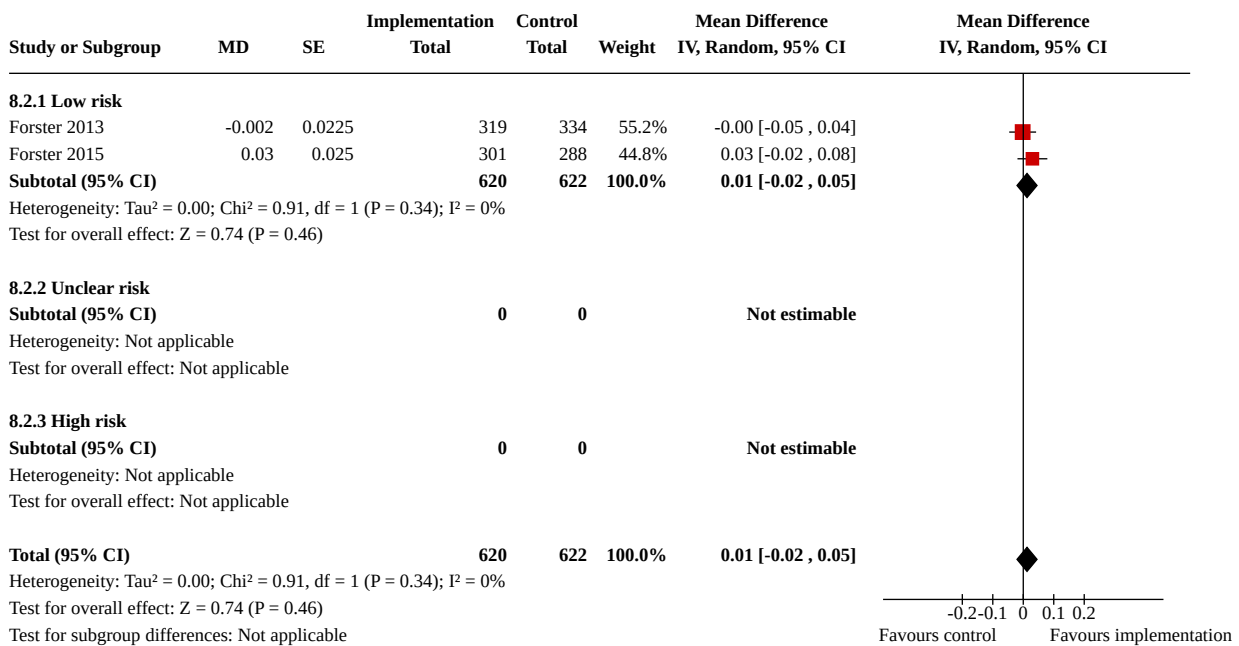 Implementation Control Mean Difference Mean Difference
Study or Subgroup MD SE Total Total Weight IV, Random, 95% CI IV, Random, 95% CI
8.2.1 Low risk
Forster 2013 -0.002 0.0225 319 334 55.2% -0.00 [-0.05 , 0.04]
Forster 2015 0.03 0.025 301 288 44.8% 0.03 [-0.02 , 0.08]
Subtotal (95% CI) 620 622 100.0% 0.01 [-0.02 , 0.05]
Heterogeneity: Tau² = 0.00; Chi² = 0.91, df = 1 (P = 0.34); I² = 0%
Test for overall effect: Z = 0.74 (P = 0.46)
8.2.2 Unclear risk
Subtotal (95% CI) 0 0 Not estimable
Heterogeneity: Not applicable
Test for overall effect: Not applicable
8.2.3 High risk
Subtotal (95% CI) 0 0 Not estimable
Heterogeneity: Not applicable
Test for overall effect: Not applicable
Total (95% CI) 620 622 100.0% 0.01 [-0.02 , 0.05]
Heterogeneity: Tau² = 0.00; Chi² = 0.91, df = 1 (P = 0.34); I² = 0%
Test for overall effect: Z = 0.74 (P = 0.46) -0.2 -0.1 0 0.1 0.2
Test for subgroup differences: Not applicable Favours control Favours implementation